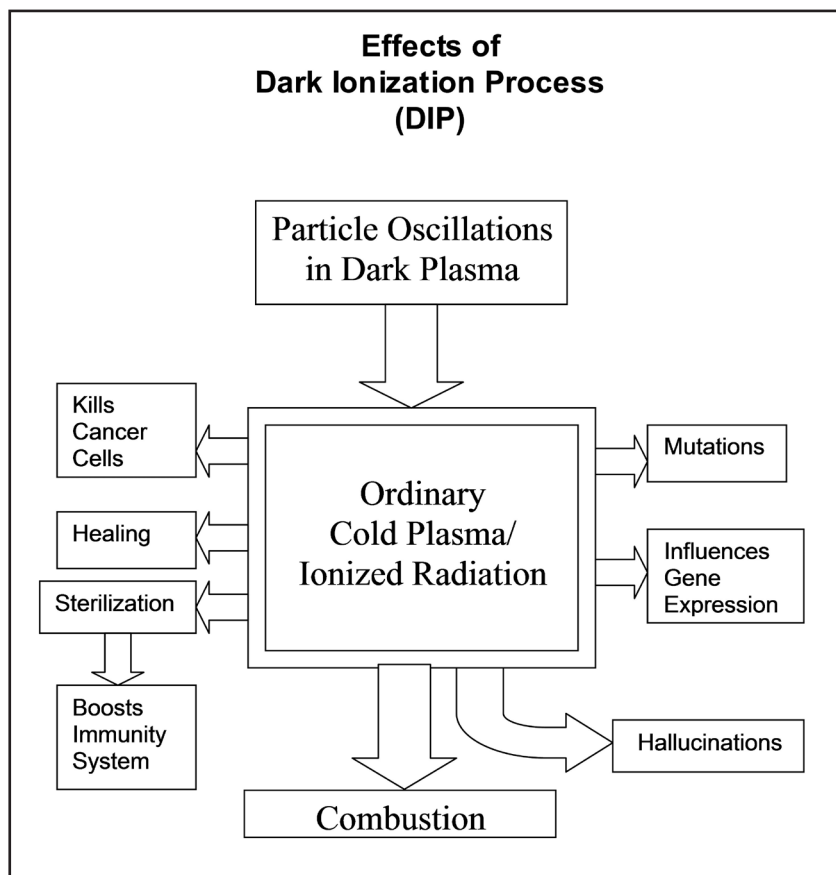 Effects of
Dark Ionization Process
(DIP)
Particle Oscillations
in Dark Plasma
Kills
Cancer
Cells
Healing
Sterilization
Boosts
Immunity
System
Ordinary
Cold Plasma/
Ionized Radiation
Mutations
Influences
Gene
Expression
Hallucinations
Combustion